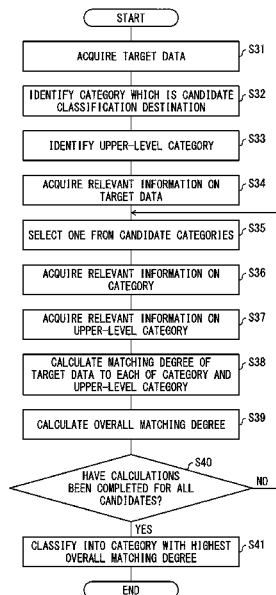 START
S31
ACQUIRE TARGET DATA
S32
IDENTIFY CATEGORY WHICH IS CANDIDATE
CLASSIFICATION DESTINATION
S33
IDENTIFY UPPER-LEVEL CATEGORY
S34
ACQUIRE RELEVANT INFORMATION ON
TARGET DATA
S35
SELECT ONE FROM CANDIDATE CATEGORIES
S36
ACQUIRE RELEVANT INFORMATION ON
CATEGORY
S37
ACQUIRE RELEVANT INFORMATION ON
UPPER-LEVEL CATEGORY
S38
CALCULATE MATCHING DEGREE OF
TARGET DATA TO EACH OF CATEGORY AND
UPPER-LEVEL CATEGORY
S39
CALCULATE OVERALL MATCHING DEGREE
S40
HAVE CALCULATIONS
BEEN COMPLETED FOR ALL
CANDIDATES?
NO
YES
S41
CLASSIFY INTO CATEGORY WITH HIGHEST
OVERALL MATCHING DEGREE
END